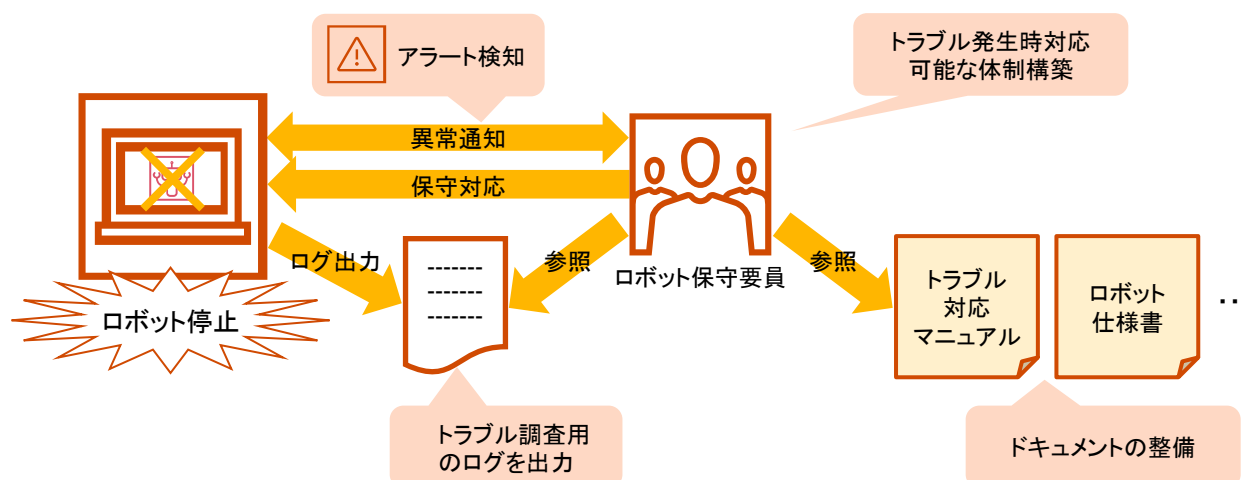 アラート検知
トラブル発生時対応
可能な体制構築
異常通知
保守対応
ログ出力
参照
ロボット保守要員
参照
ロボット停止
トラブル
対応
マニュアル
ロボット
仕様書
‥
トラブル調査用
のログを出力
ドキュメントの整備